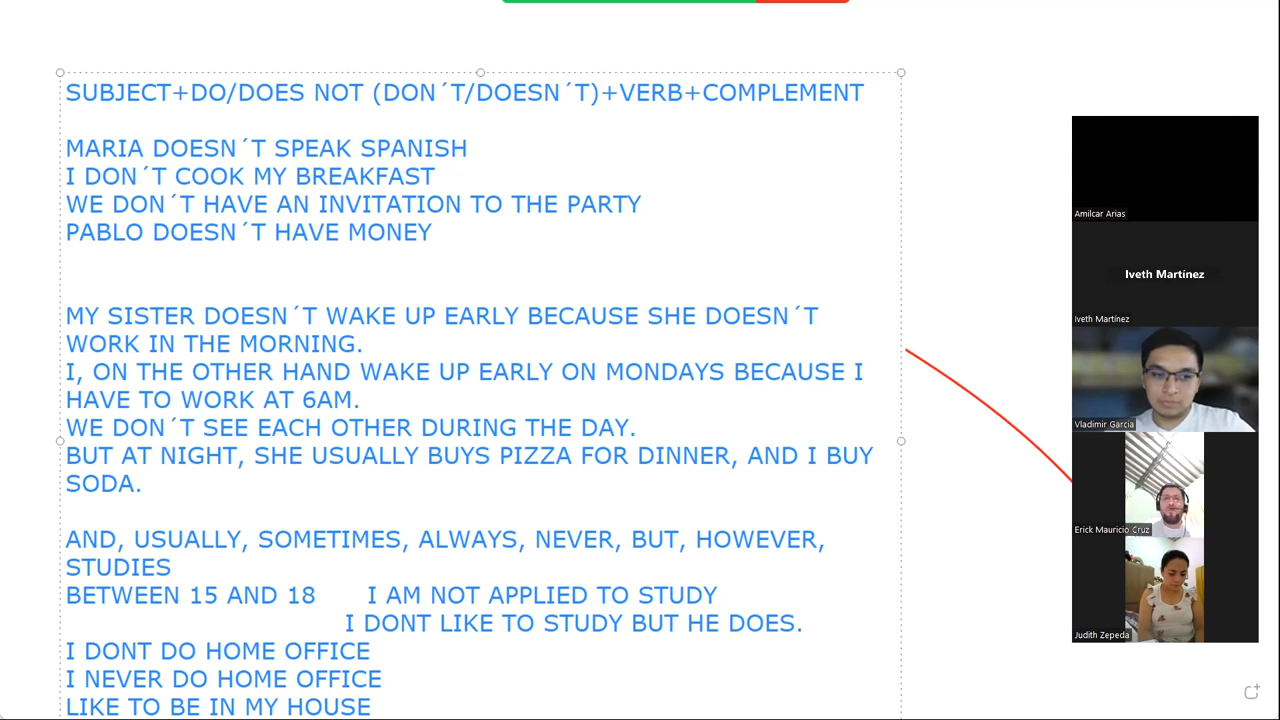 SUBJECT+DO/DOES NOT (DON´T/DOESN´T)+VERB+COMPLEMENT
MARIA DOESN´T SPEAK SPANISH
I DON´T COOK MY BREAKFAST
WE DON´T HAVE AN INVITATION TO THE PARTY
PABLO DOESN´T HAVE MONEY
MY SISTER DOESN´T WAKE UP EARLY BECAUSE SHE DOESN´T
WORK IN THE MORNING.
I, ON THE OTHER HAND WAKE UP EARLY ON MONDAYS BECAUSE I
HAVE TO WORK AT 6AM.
WE DON´T SEE EACH OTHER DURING THE DAY.
BUT AT NIGHT, SHE USUALLY BUYS PIZZA FOR DINNER, AND I BUY
SODA.
AND, USUALLY, SOMETIMES, ALWAYS, NEVER, BUT, HOWEVER,
STUDIES
BETWEEN 15 AND 18 I AM NOT APPLIED TO STUDY
I DONT LIKE TO STUDY BUT HE DOES.
I DONT DO HOME OFFICE
I NEVER DO HOME OFFICE
LIKE TO BE IN MY HOUSE
Amilcar Arias
Iveth Martínez
Iveth Martínez
Vladimir Garcia
Erick Mauricio Cruz
Judith Zepeda